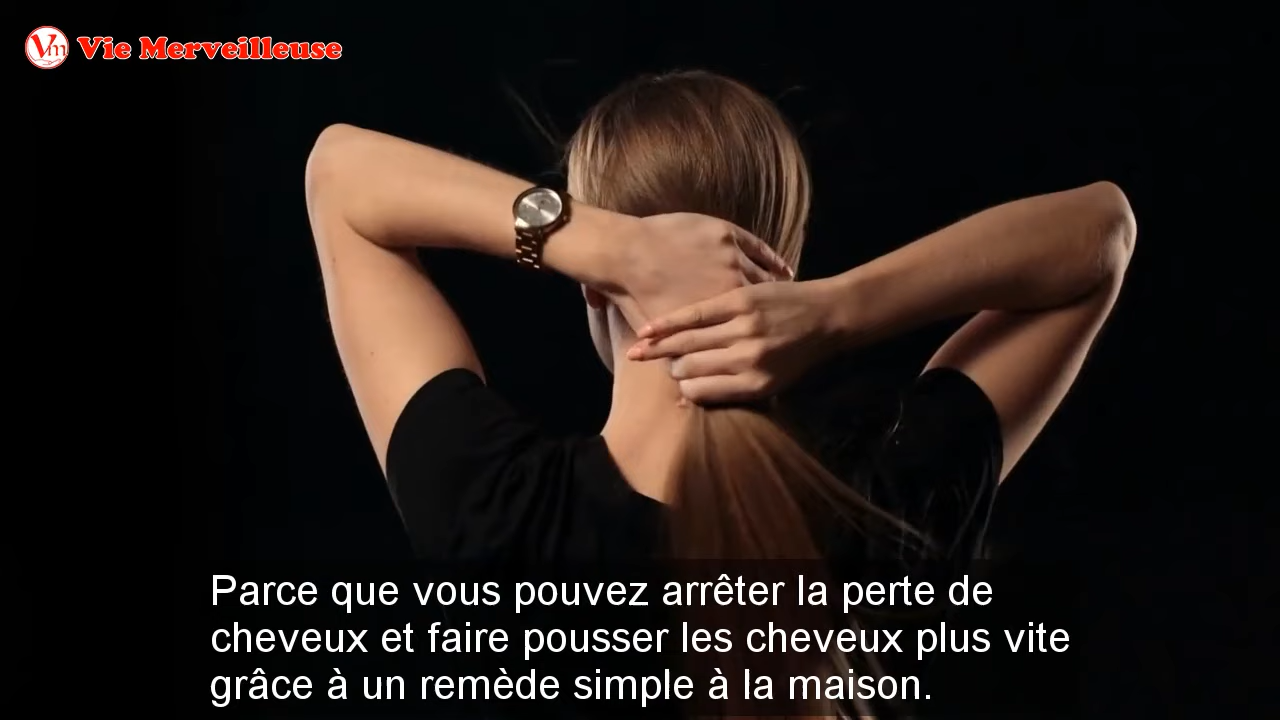 Vm Vie Merveilleuse
Parce que vous pouvez arrêter la perte de
cheveux et faire pousser les cheveux plus vite
grâce à un remède simple à la maison.